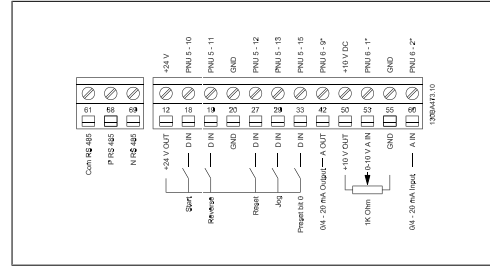 +24 V
PNU 5 - 10
PNU 5 - 11
GND
PNU 5 - 12
PNU 5 - 13
PNU 5 - 15
PNU 6 - 9*
+10 V DC
PNU 6 - 1*
GND
PNU 6 - 2*
61 68 69 12 18 19 20 27 29 33 42 50 53 55 60
Com RS 485
P RS 485
N RS 485
+24 V OUT
D IN
D IN
GND
D IN
D IN
D IN
0/4 - 20 mA Output A OUT
+10 V OUT
0-10 V A IN
GND
0/4 - 20 mA Input A IN
Start
Reverse
Reset
Jog
Preset bit 0
1K Ohm
130BA473.10